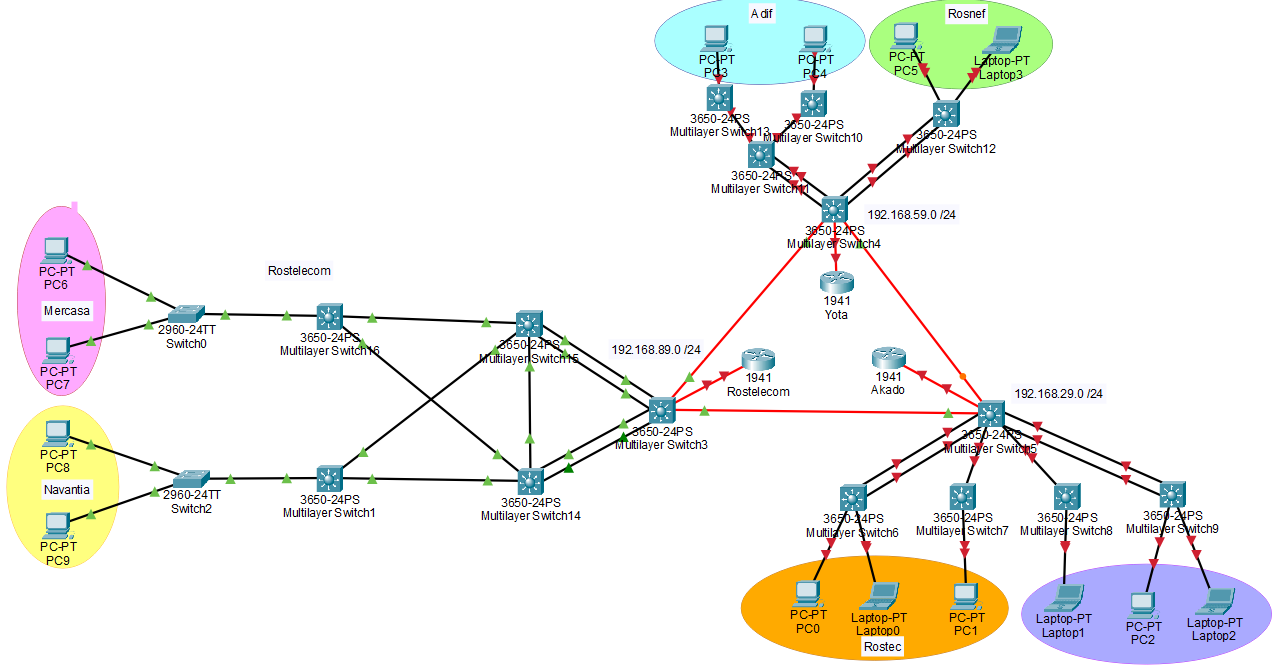 Adif
Rosnef
PC-PT
PC3
PC-PT
PC4
PC-PT
PC5
Laptop-PT
Laptop3
3650-24PS
Multilayer Switch13
3650-24PS
Multilayer Switch10
3650-24PS
Multilayer Switch12
3650-24PS
Multilayer Switch11
3650-24PS
Multilayer Switch4
192.168.59.0 /24
1941
Yota
PC-PT
PC6
Mercasa
PC-PT
PC7
Rostelecom
2960-24TT
Switch0
3650-24PS
Multilayer Switch16
3650-24PS
Multilayer Switch15
192.168.89.0 /24
1941
Rostelecom
1941
Akado
192.168.29.0 /24
3650-24PS
Multilayer Switch3
3650-24PS
Multilayer Switch5
PC-PT
PC8
Navantia
PC-PT
PC9
2960-24TT
Switch2
3650-24PS
Multilayer Switch1
3650-24PS
Multilayer Switch14
3650-24PS
Multilayer Switch6
3650-24PS
Multilayer Switch7
3650-24PS
Multilayer Switch8
3650-24PS
Multilayer Switch9
PC-PT
PC0
Laptop-PT
Laptop0
PC-PT
PC1
Rostec
Laptop-PT
Laptop1
PC-PT
PC2
Laptop-PT
Laptop2